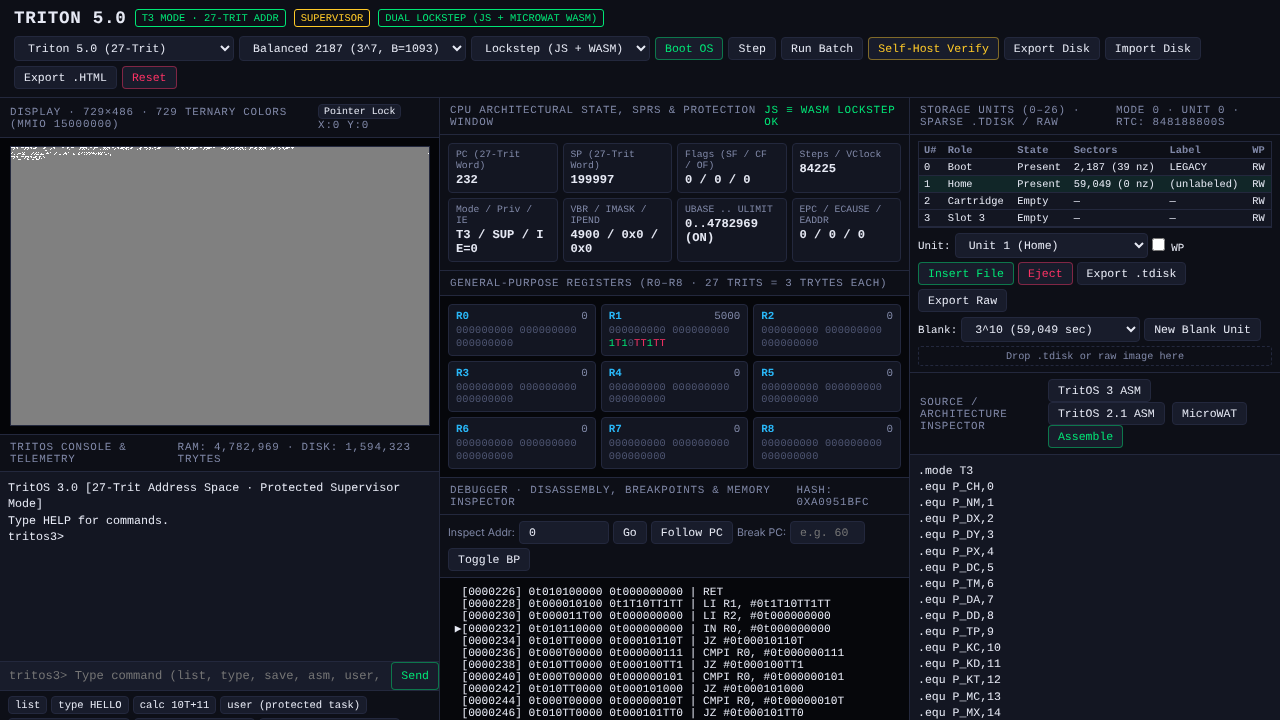 TRITON 5.0
T3 MODE · 27-TRIT ADDR
SUPERVISOR
DUAL LOCKSTEP (JS + MICROWAT WASM)
Triton 5.0 (27-Trit)
Balanced 2187 (3^7, B=1093)
Lockstep (JS + WASM)
Boot OS
Step
Run Batch
Self-Host Verify
Export Disk
Import Disk
Export .HTML
Reset
DISPLAY · 729×486 · 729 TERNARY COLORS
(MMIO 15000000)
Pointer Lock
X:0 Y:0
TRITOS CONSOLE &
TELEMETRY
RAM: 4,782,969 · DISK: 1,594,323
TRYTES
TritOS 3.0 [27-Trit Address Space · Protected Supervisor
Mode]
Type HELP for commands.
tritos3>
tritos3> Type command (list, type, save, asm, user,
Send
list
type HELLO
calc 10T+11
user (protected task)
CPU ARCHITECTURAL STATE, SPRS & PROTECTION
WINDOW
JS ≡ WASM LOCKSTEP
OK
PC (27-Trit
Word)
232
SP (27-Trit
Word)
199997
Flags (SF / CF
/ OF)
0 / 0 / 0
Steps / VClock
84225
Mode / Priv /
IE
T3 / SUP / I
E=0
VBR / IMASK /
IPEND
4900 / 0x0 /
0x0
UBASE .. ULIMIT
0..4782969
(ON)
EPC / ECAUSE /
EADDR
0 / 0 / 0
GENERAL-PURPOSE REGISTERS (R0–R8 · 27 TRITS = 3 TRYTES EACH)
R0 0
000000000 000000000
000000000
R1 5000
000000000 000000000
1T10TT1TT
R2 0
000000000 000000000
000000000
R3 0
000000000 000000000
000000000
R4 0
000000000 000000000
000000000
R5 0
000000000 000000000
000000000
R6 0
000000000 000000000
000000000
R7 0
000000000 000000000
000000000
R8 0
000000000 000000000
000000000
DEBUGGER · DISASSEMBLY, BREAKPOINTS & MEMORY
INSPECTOR
HASH:
0XA0951BFC
Inspect Addr: 0 Go Follow PC Break PC: e.g. 60
Toggle BP
[0000226] 0t010100000 0t000000000 | RET
[0000228] 0t000010100 0t1T10TT1TT | LI R1, #0t1T10TT1TT
[0000230] 0t000011T00 0t000000000 | LI R2, #0t000000000
►[0000232] 0t010110000 0t000000000 | IN R0, #0t000000000
[0000234] 0t010TT0000 0t00010110T | JZ #0t00010110T
[0000236] 0t000T00000 0t000000111 | CMPI R0, #0t000000111
[0000238] 0t010TT0000 0t000100TT1 | JZ #0t000100TT1
[0000240] 0t000T00000 0t000000101 | CMPI R0, #0t000000101
[0000242] 0t010TT0000 0t000101000 | JZ #0t000101000
[0000244] 0t000T00000 0t00000010T | CMPI R0, #0t00000010T
[0000246] 0t010TT0000 0t000101TT0 | JZ #0t000101TT0
STORAGE UNITS (0–26) ·
SPARSE .TDISK / RAW
MODE 0 · UNIT 0 ·
RTC: 848188800S
U# Role State Sectors Label WP
0 Boot Present 2,187 (39 nz) LEGACY RW
1 Home Present 59,049 (0 nz) (unlabeled) RW
2 Cartridge Empty — — RW
3 Slot 3 Empty — — RW
Unit: Unit 1 (Home) WP
Insert File
Eject
Export .tdisk
Export Raw
Blank: 3^10 (59,049 sec) New Blank Unit
Drop .tdisk or raw image here
SOURCE /
ARCHITECTURE
INSPECTOR
TritOS 3 ASM
TritOS 2.1 ASM
MicroWAT
Assemble
.mode T3
.equ P_CH,0
.equ P_NM,1
.equ P_DX,2
.equ P_DY,3
.equ P_PX,4
.equ P_DC,5
.equ P_TM,6
.equ P_DA,7
.equ P_DD,8
.equ P_TP,9
.equ P_KC,10
.equ P_KD,11
.equ P_KT,12
.equ P_MC,13
.equ P_MX,14